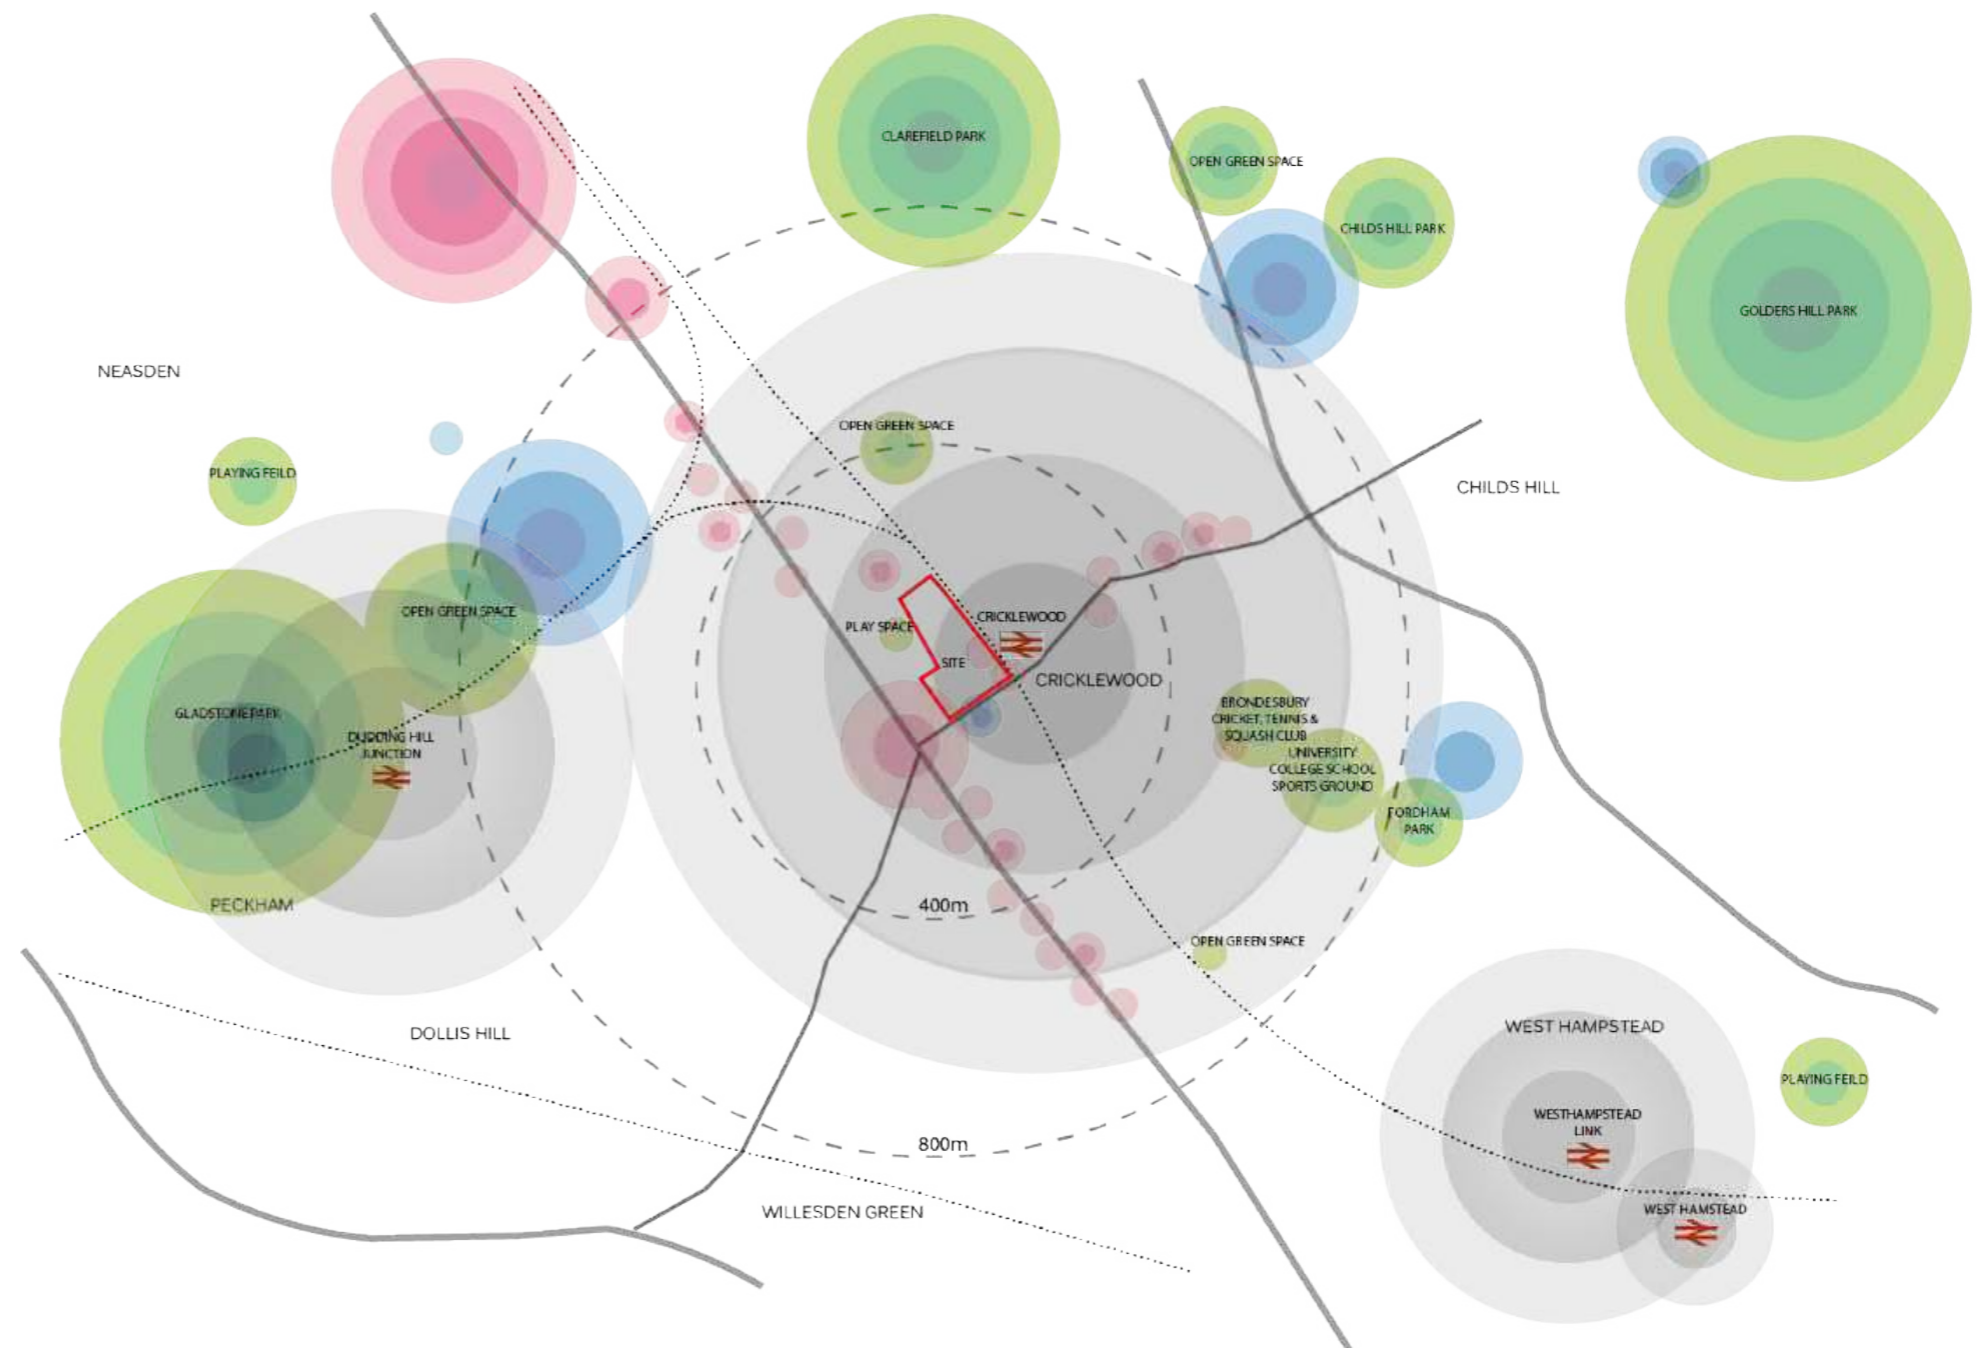 CLAREFIELD PARK
OPEN GREEN SPACE
CHILDS HILL PARK
GOLDERS HILL PARK
NEASDEN
OPEN GREEN SPACE
PLAYING FEILD
CHILDS HILL
OPEN GREEN SPACE
PLAY SPACE
CRICKLEWOOD
SITE
CRICKLEWOOD
GLADSTONE PARK
DUDDING HILL
JUNCTION
BRONDESBURY
CRICKET, TENNIS &
SQUASH CLUB
UNIVERSITY
COLLEGE SCHOOL
SPORTS GROUND
FORDHAM
PARK
PECKHAM
400m
OPEN GREEN SPACE
DOLLIS HILL
WEST HAMPSTEAD
PLAYING FEILD
WESTHAMPSTEAD
LINK
800m
WILLESDEN GREEN
WEST HAMSTEAD